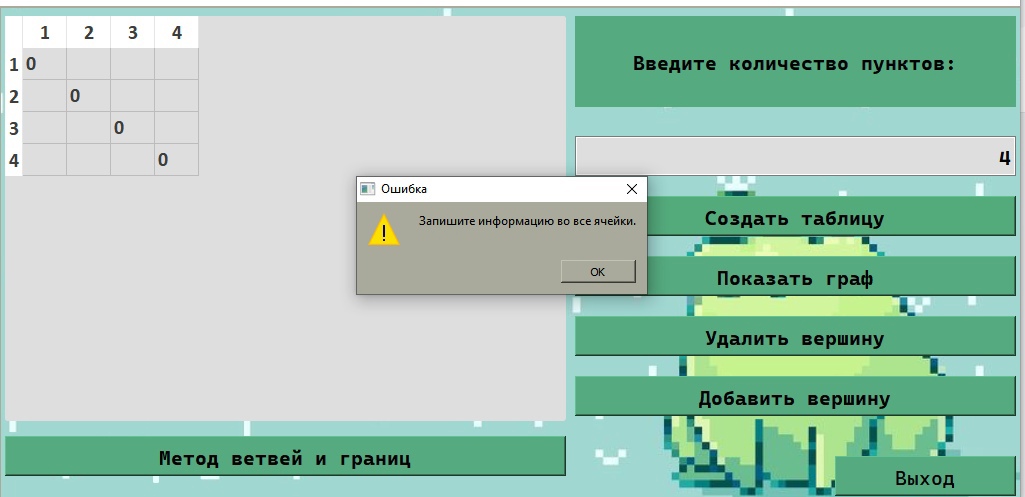 1 2 3 4
1 0
2 0
3 0
4 0
Введите количество пунктов:
4
Ошибка
Запишите информацию во все ячейки.
OK
Создать таблицу
Показать граф
Удалить вершину
Добавить вершину
Метод ветвей и границ
Выход